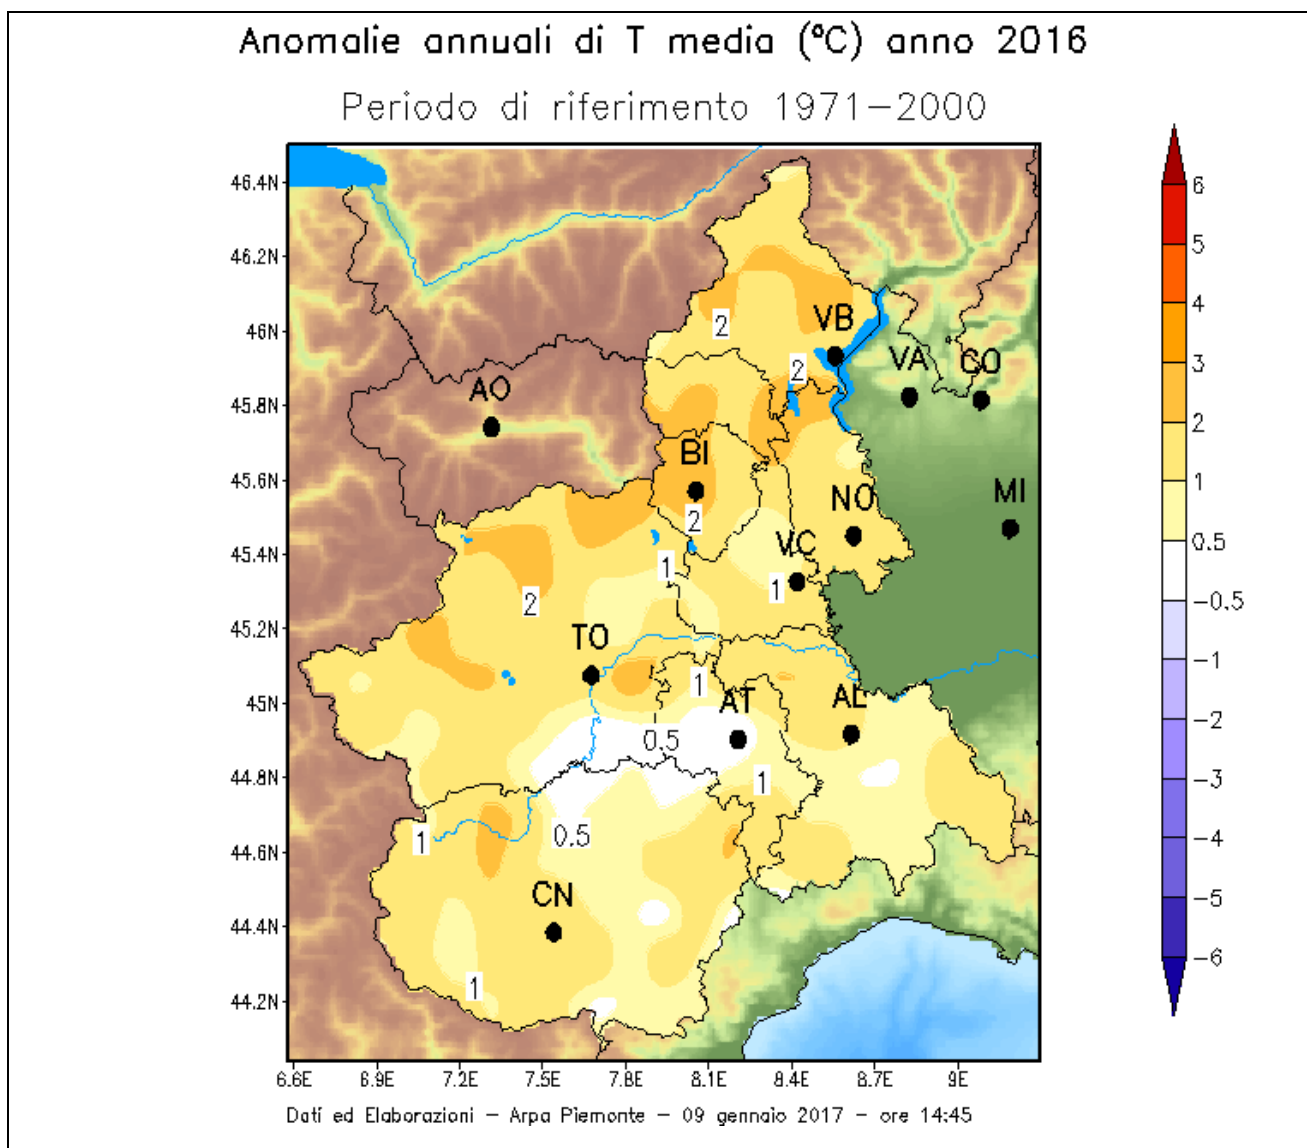 Anomalie annuali di T media (ºC) anno 2016
Periodo di riferimento 1971–2000
46.4N
46.2N
46N
45.8N
45.6N
45.4N
45.2N
45N
44.8N
44.6N
44.4N
44.2N
6.6E 6.9E 7.2E 7.5E 7.8E 8.1E 8.4E 8.7E 9E
2
VB
VA
CO
AO
2
BI
NO
MI
2
VC
1
1
2
TO
1
AT
AL
0.5
1
1
0.5
CN
1
6
5
4
3
2
1
0.5
–0.5
–1
–2
–3
–4
–5
–6
Dati ed Elaborazioni – Arpa Piemonte – 09 gennaio 2017 – ore 14:45